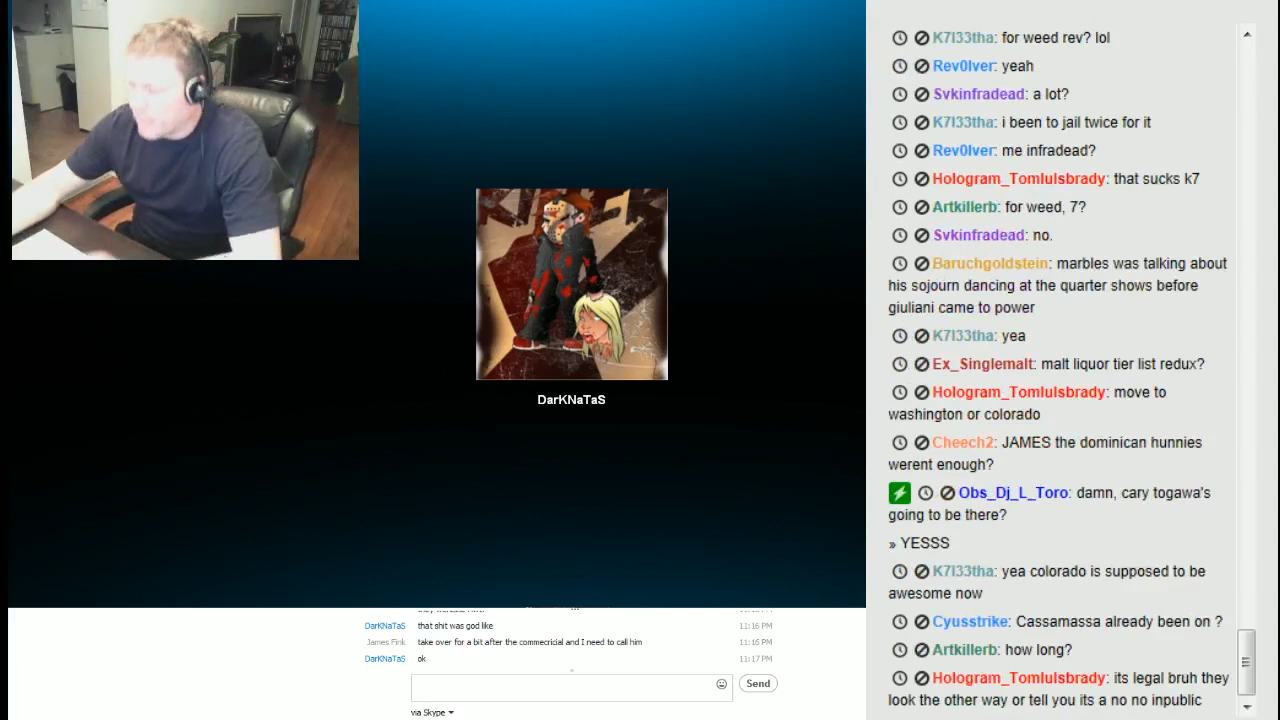 K7l33tha: for weed rev? lol
Rev0lver: yeah
Svkinfradead: a lot?
K7l33tha: i been to jail twice for it
Rev0lver: me infradead?
Hologram_Tomlulsbrady: that sucks k7
Artkillerb: for weed, 7?
Svkinfradead: no.
Baruchgoldstein: marbles was talking about
his sojourn dancing at the quarter shows before
giuliani came to power
K7l33tha: yea
Ex_Singlemalt: malt liquor tier list redux?
Hologram_Tomlulsbrady: move to
washington or colorado
Cheech2: JAMES the dominican hunnies
werent enough?
Obs_Dj_L_Toro: damn, cary togawa's
going to be there?
» YESSS
K7l33tha: yea colorado is supposed to be
awesome now
Cyusstrike: Cassamassa already been on ?
Artkillerb: how long?
Hologram_Tomlulsbrady: its legal bruh they
look the other way or tell you its a no no inpublic
DarKNaTaS
DarKNaTaS that shit was god like 11:16 PM
James Fink take over for a bit after the commecricial and I need to call him 11:16 PM
DarKNaTaS ok 11:17 PM
Send
via Skype